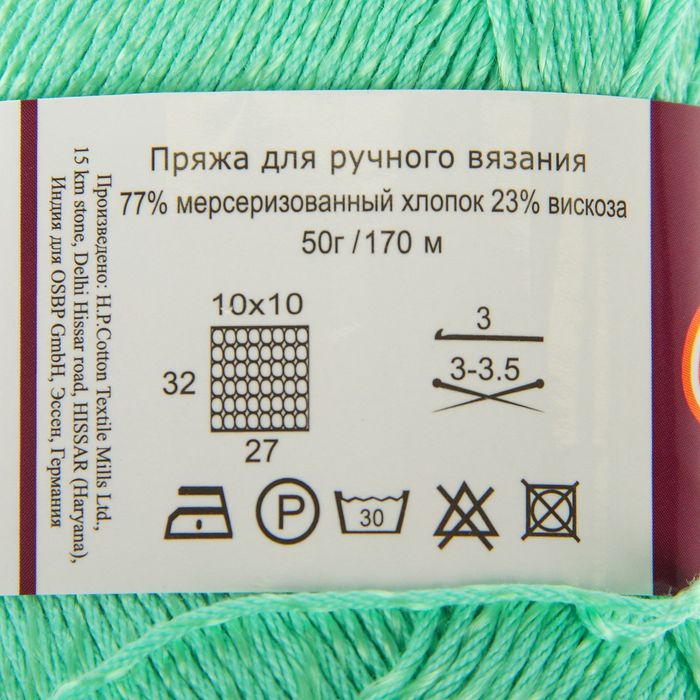 Пряжа для ручного вязания
77% мерсеризованный хлопок 23% вискоза
50г / 170 м
10x10
32
27
3
3-3.5
P
30
Произведено: H.P.Cotton Textile Mills Ltd.,
15 km stone, Delhi Hissar road, HISSAR (Haryana),
Индия для OSBP GmbH, Эссен, Германия